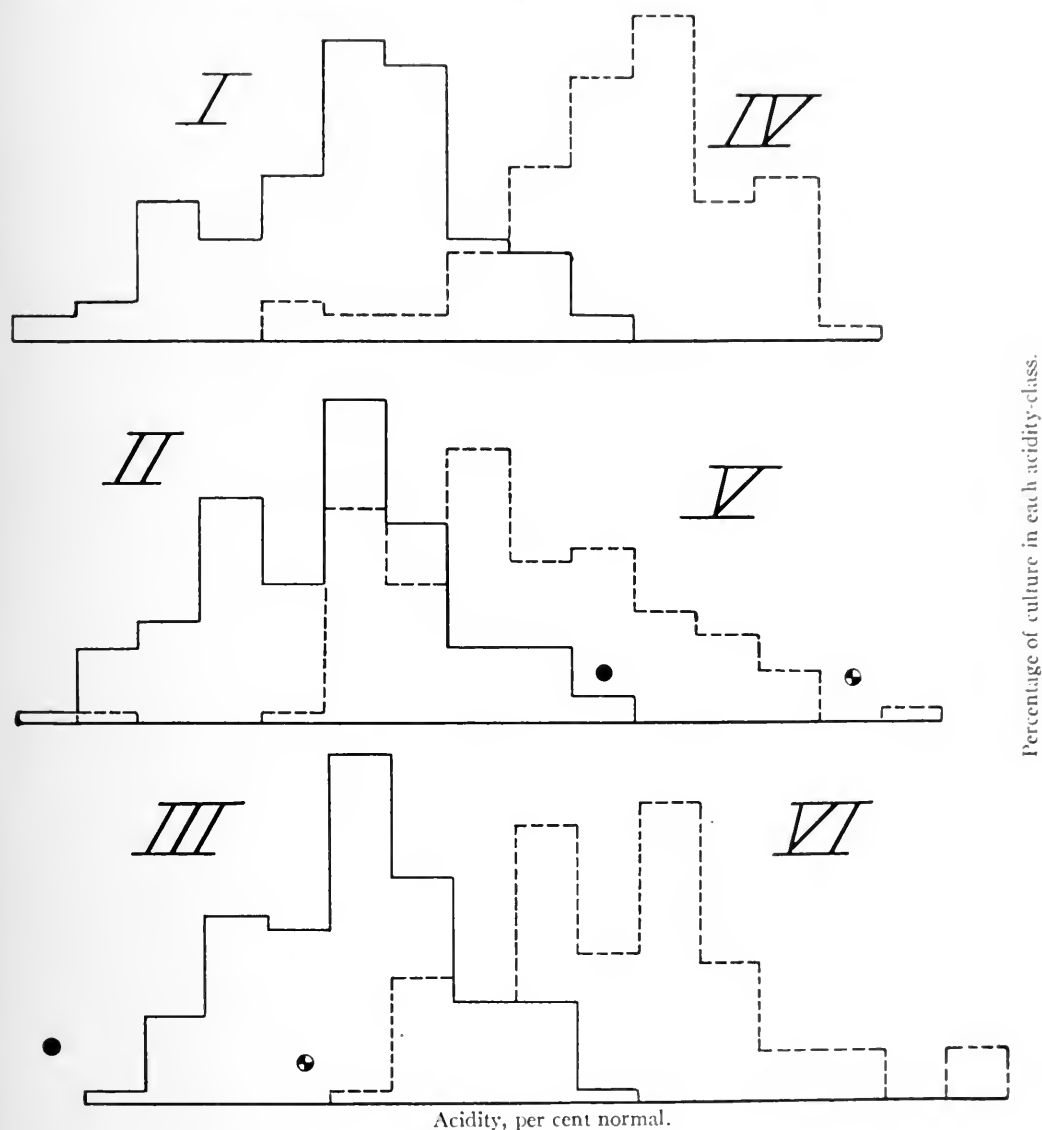 I
IV
II
V
III
VI
Percentage of culture in each acidity-class.
Acidity, per cent normal.